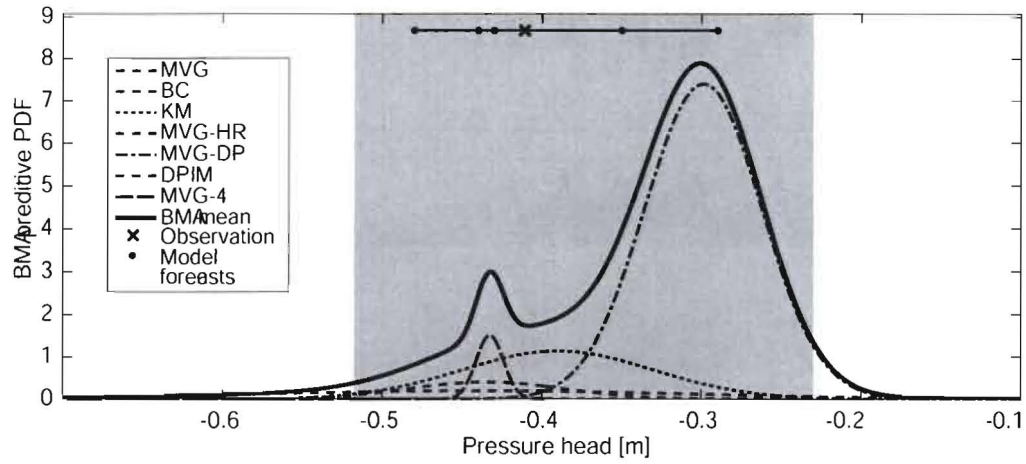 9
8
7
6
5
4
3
2
1
0
BMA preditive PDF
MVG
BC
KM
MVG-HR
MVG-DP
DPIM
MVG-4
BMA mean
Observation
Model
forecasts
-0.6
-0.5
-0.4
-0.3
-0.2
-0.1
Pressure head [m]